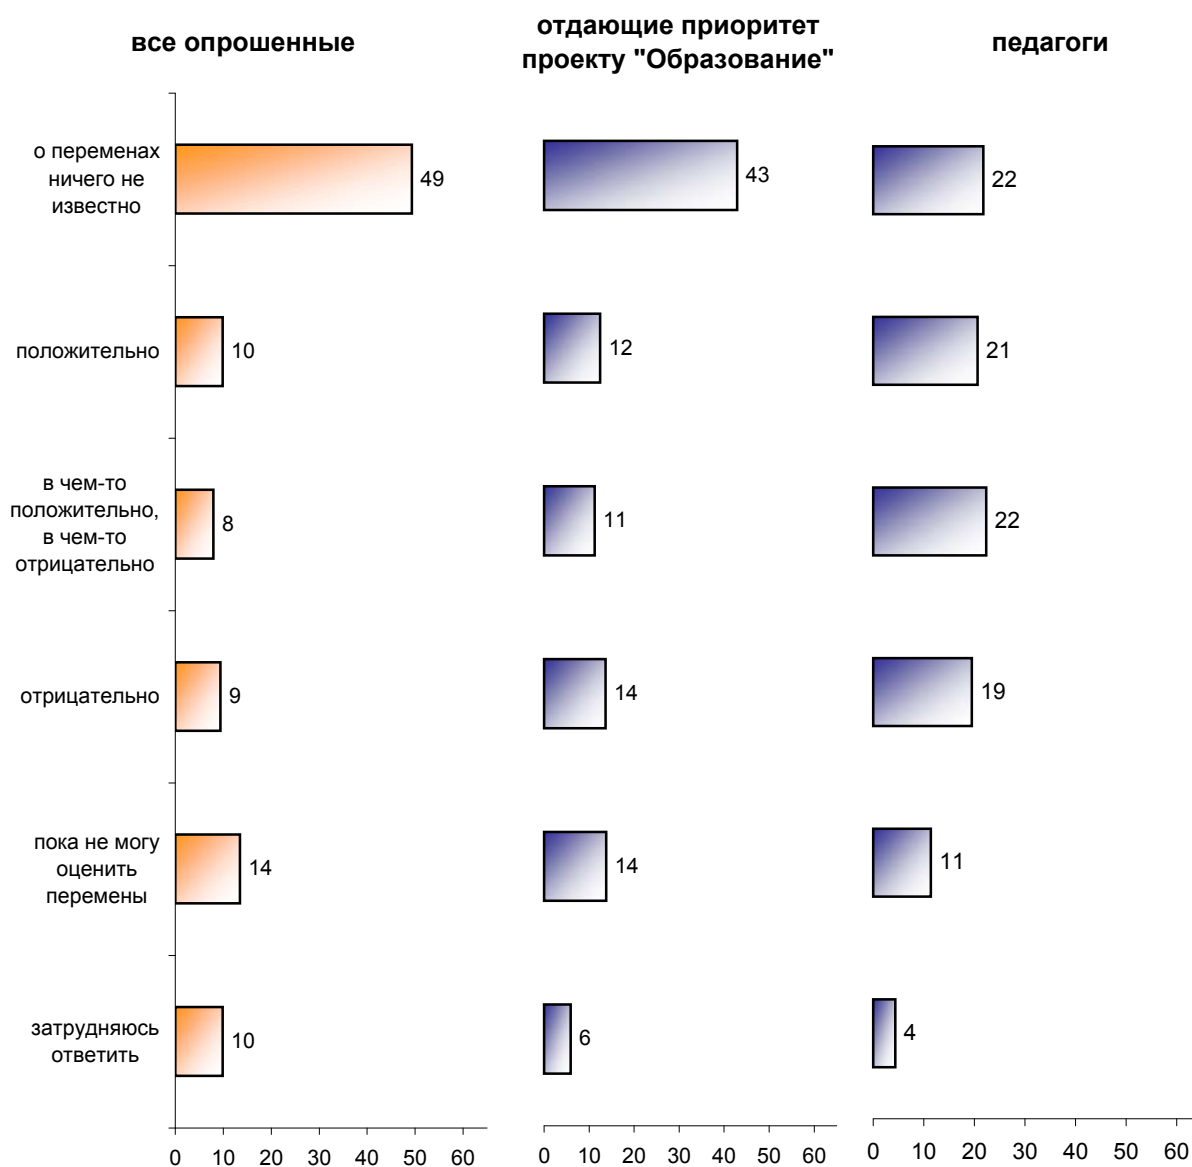 все опрошенные
отдающие приоритет
проекту "Образование"
педагоги
о переменах
ничего не
известно
49
43
22
положительно
10
12
21
в чем-то
положительно,
в чем-то
отрицательно
8
11
22
отрицательно
9
14
19
пока не могу
оценить
перемены
14
14
11
затрудняюсь
ответить
10
6
4
0 10 20 30 40 50 60
0 10 20 30 40 50 60
0 10 20 30 40 50 60